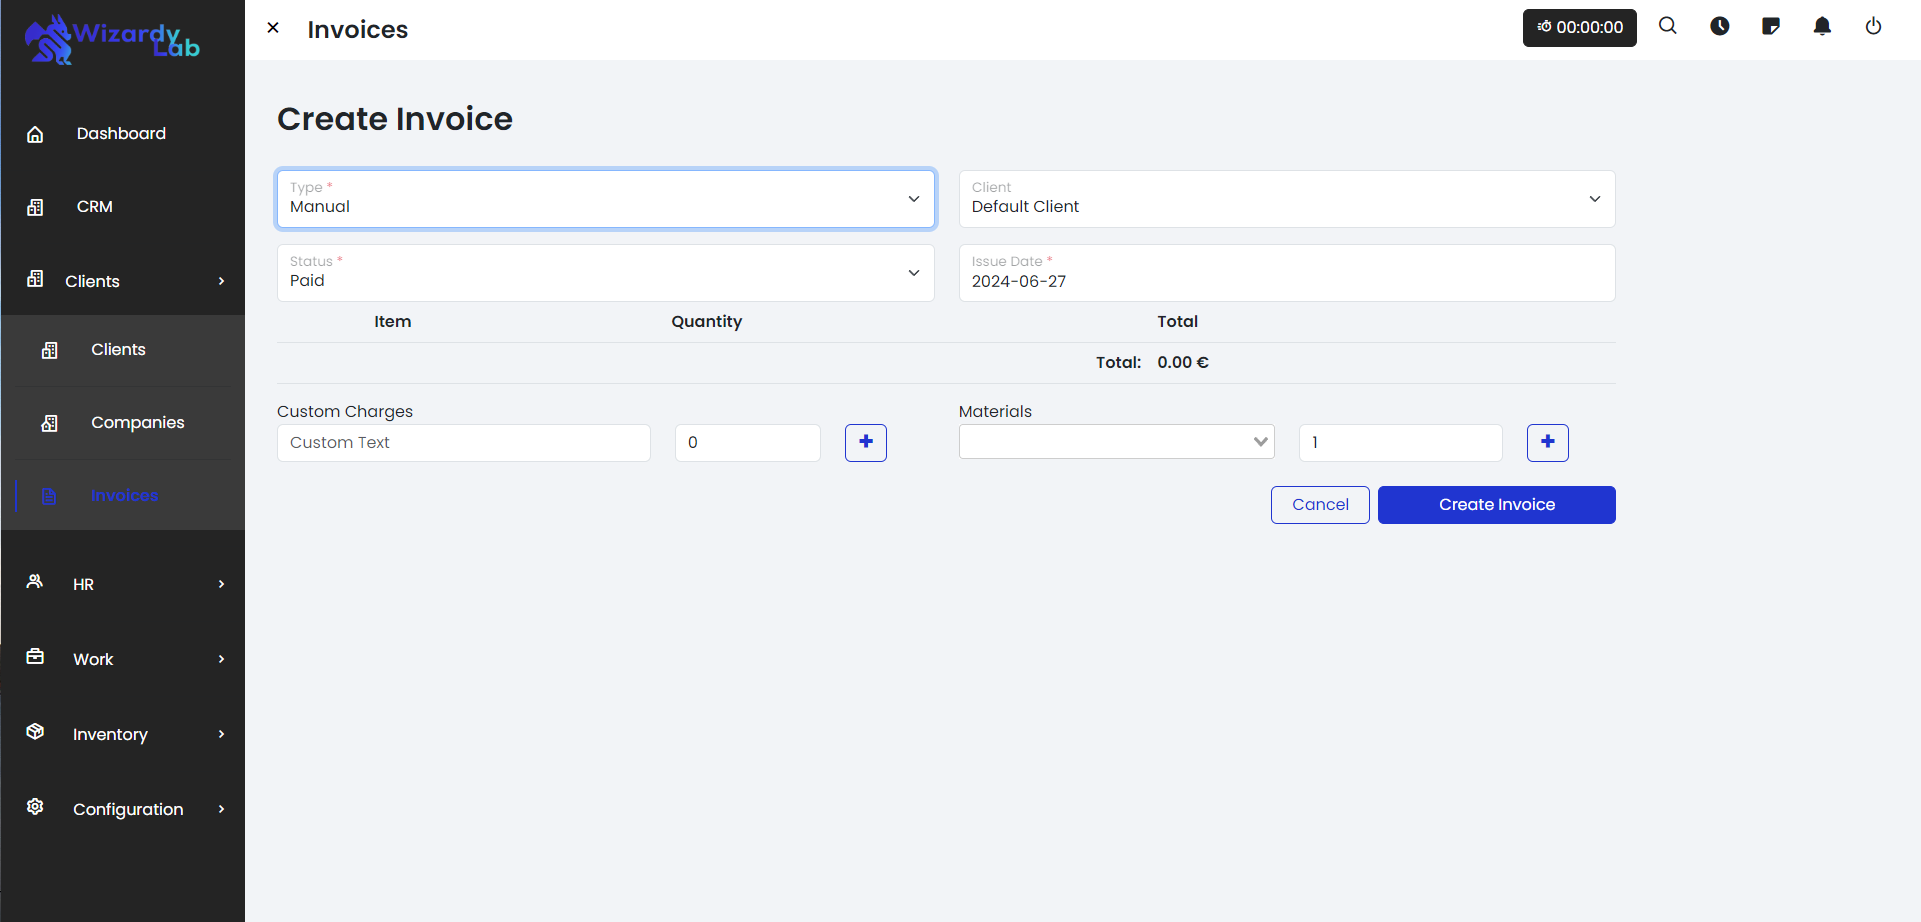 Wizardy
Lab
Invoices
00:00:00
Dashboard
CRM
Clients
Clients
Companies
Invoices
HR
Work
Inventory
Configuration
Create Invoice
Type *
Manual
Client
Default Client
Status *
Paid
Issue Date *
2024-06-27
Item Quantity Total
Total: 0.00 €
Custom Charges
Custom Text
0
Materials
1
Cancel
Create Invoice